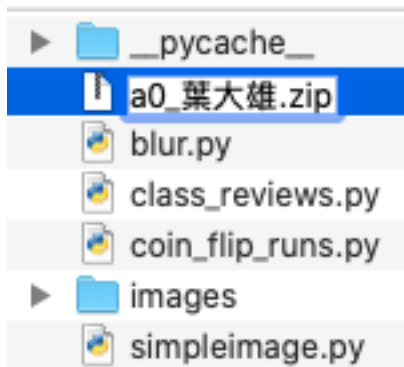 __pycache__
a0_葉大雄.zip
blur.py
class_reviews.py
coin_flip_runs.py
images
simpleimage.py